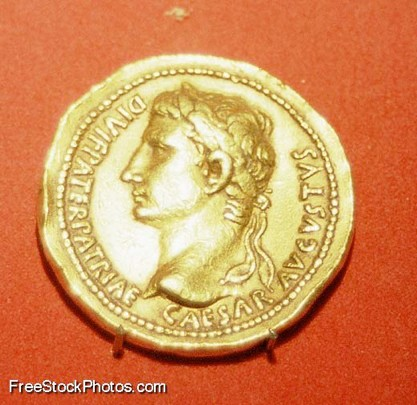 CAESAR AVGVSTVS
DIVI F PATER PATRIAE
FreeStockPhotos.com